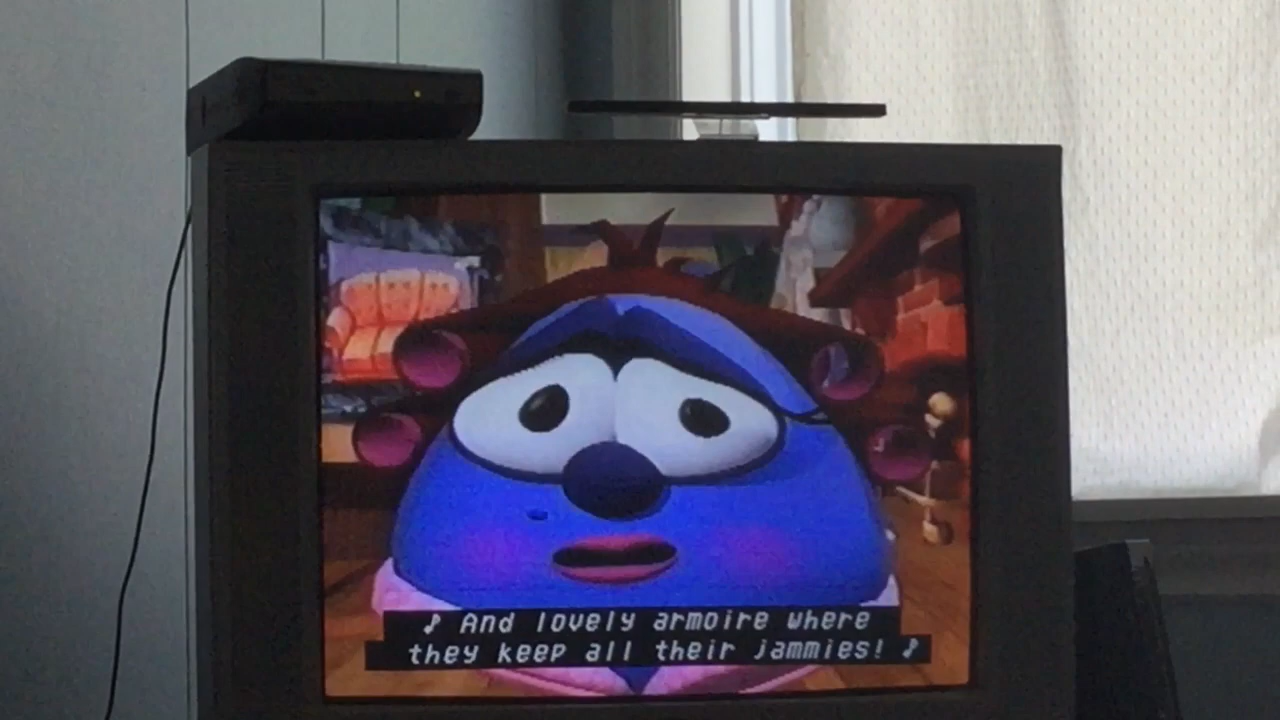 ♪ And lovely armoire where
they keep all their jammies! ♪